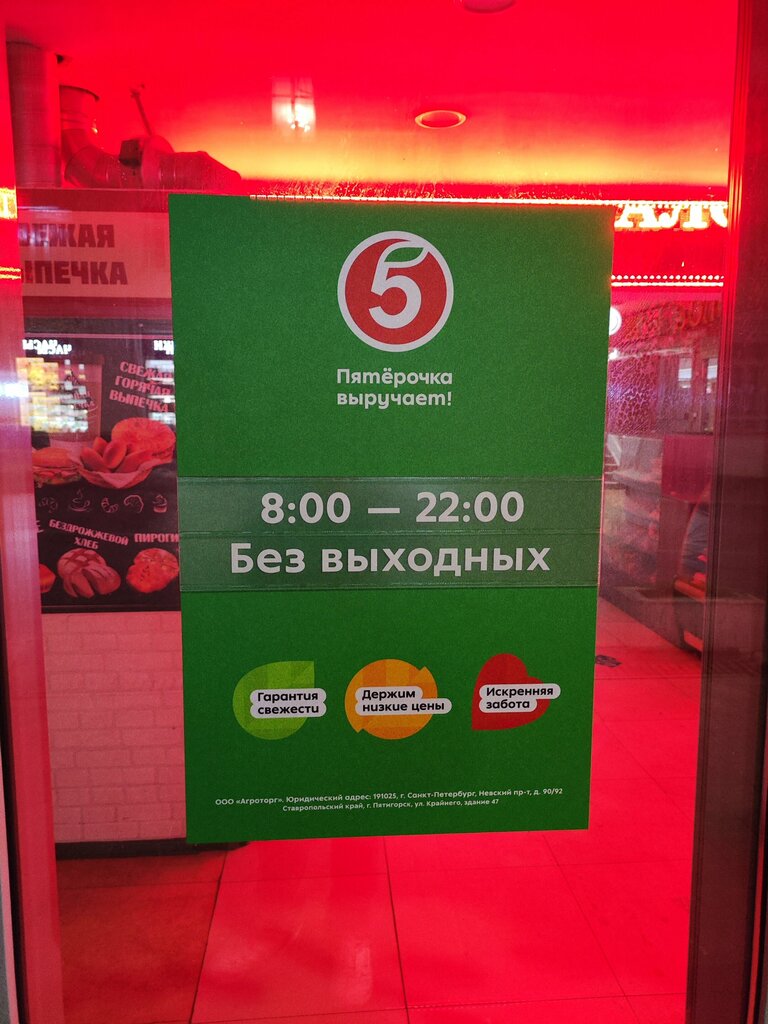 5
Пятёрочка
выручает!
8:00 — 22:00
Без выходных
Гарантия
свежести
Держим
низкие цены
Искренняя
забота
ООО «Агроторг». Юридический адрес: 191025, г. Санкт-Петербург, Невский пр-т, д. 90/92
Ставропольский край, г. Пятигорск, ул. Крайнего, здание 47
СВЕЖАЯ
ГОРЯЧАЯ
ВЫПЕЧКА
БЕЗДРОЖЖЕВОЙ
ХЛЕБ
ПИРОГИ